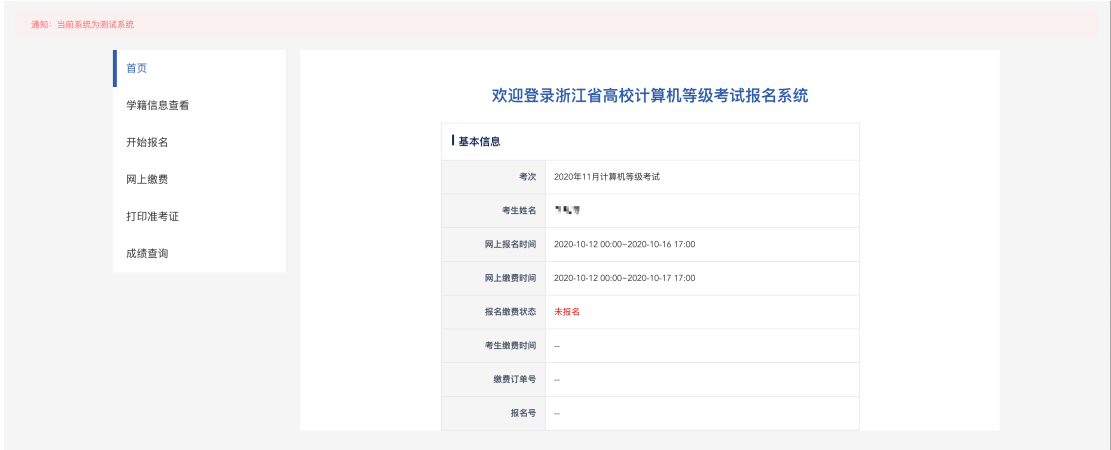 通知：当前系统为测试系统
首页
学籍信息查看
开始报名
网上缴费
打印准考证
成绩查询
欢迎登录浙江省高校计算机等级考试报名系统
基本信息
考次 2020年11月计算机等级考试
考生姓名
网上报名时间 2020-10-12 00:00~2020-10-16 17:00
网上缴费时间 2020-10-12 00:00~2020-10-17 17:00
报名缴费状态 未报名
考生缴费时间 --
缴费订单号 --
报名号 --